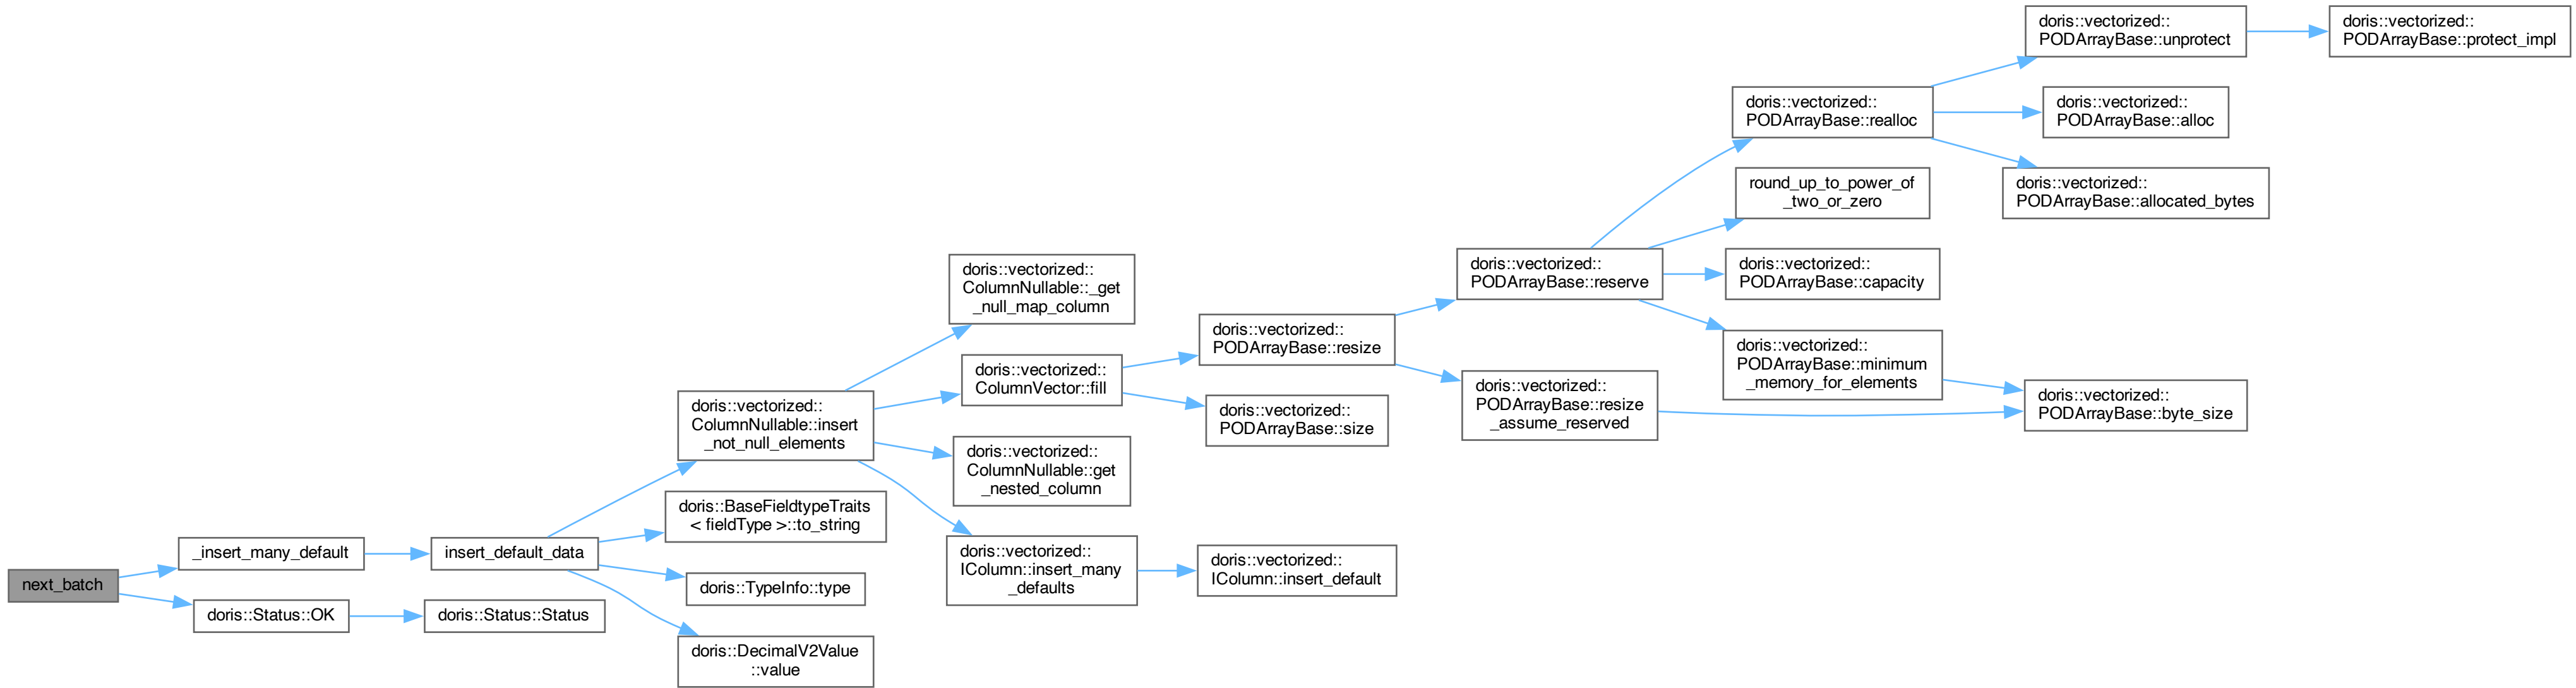 next_batch
_insert_many_default
doris::Status::OK
insert_default_data
doris::Status::Status
doris::vectorized::
ColumnNullable::insert
_not_null_elements
doris::BaseFieldtypeTraits
< fieldType >::to_string
doris::TypeInfo::type
doris::DecimalV2Value
::value
doris::vectorized::
ColumnNullable::_get
_null_map_column
doris::vectorized::
ColumnVector::fill
doris::vectorized::
ColumnNullable::get
_nested_column
doris::vectorized::
IColumn::insert_many
_defaults
doris::vectorized::
PODArrayBase::resize
doris::vectorized::
PODArrayBase::size
doris::vectorized::
IColumn::insert_default
doris::vectorized::
PODArrayBase::reserve
doris::vectorized::
PODArrayBase::resize
_assume_reserved
doris::vectorized::
PODArrayBase::realloc
round_up_to_power_of
_two_or_zero
doris::vectorized::
PODArrayBase::capacity
doris::vectorized::
PODArrayBase::minimum
_memory_for_elements
doris::vectorized::
PODArrayBase::unprotect
doris::vectorized::
PODArrayBase::alloc
doris::vectorized::
PODArrayBase::allocated_bytes
doris::vectorized::
PODArrayBase::byte_size
doris::vectorized::
PODArrayBase::protect_impl